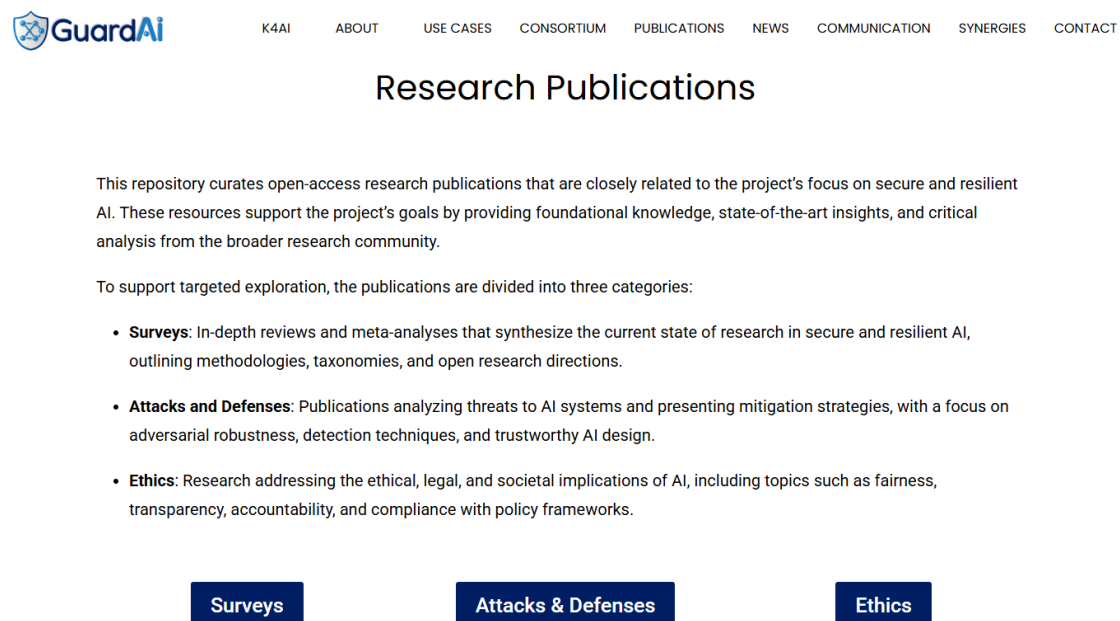 GuardAi
K4AI ABOUT USE CASES CONSORTIUM PUBLICATIONS NEWS COMMUNICATION SYNERGIES CONTACT
Research Publications
This repository curates open-access research publications that are closely related to the project’s focus on secure and resilient
AI. These resources support the project’s goals by providing foundational knowledge, state-of-the-art insights, and critical
analysis from the broader research community.
To support targeted exploration, the publications are divided into three categories:
• Surveys: In-depth reviews and meta-analyses that synthesize the current state of research in secure and resilient AI,
outlining methodologies, taxonomies, and open research directions.
• Attacks and Defenses: Publications analyzing threats to AI systems and presenting mitigation strategies, with a focus on
adversarial robustness, detection techniques, and trustworthy AI design.
• Ethics: Research addressing the ethical, legal, and societal implications of AI, including topics such as fairness,
transparency, accountability, and compliance with policy frameworks.
Surveys Attacks & Defenses Ethics